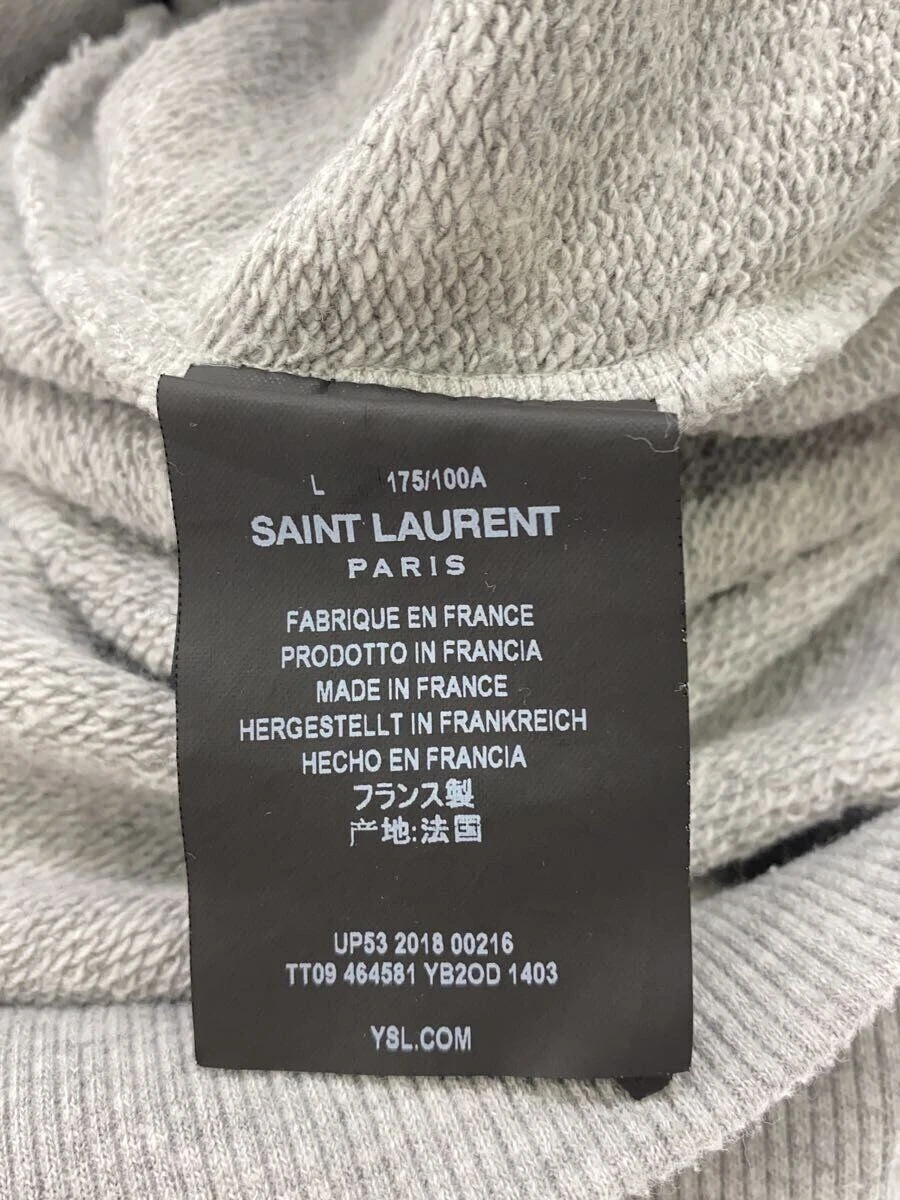 L 175/100A
SAINT LAURENT
PARIS
FABRIQUE EN FRANCE
PRODOTTO IN FRANCIA
MADE IN FRANCE
HERGESTELLT IN FRANKREICH
HECHO EN FRANCIA
フランス製
产地:法国
UP53 2018 00216
TT09 464581 YB2OD 1403
YSL.COM